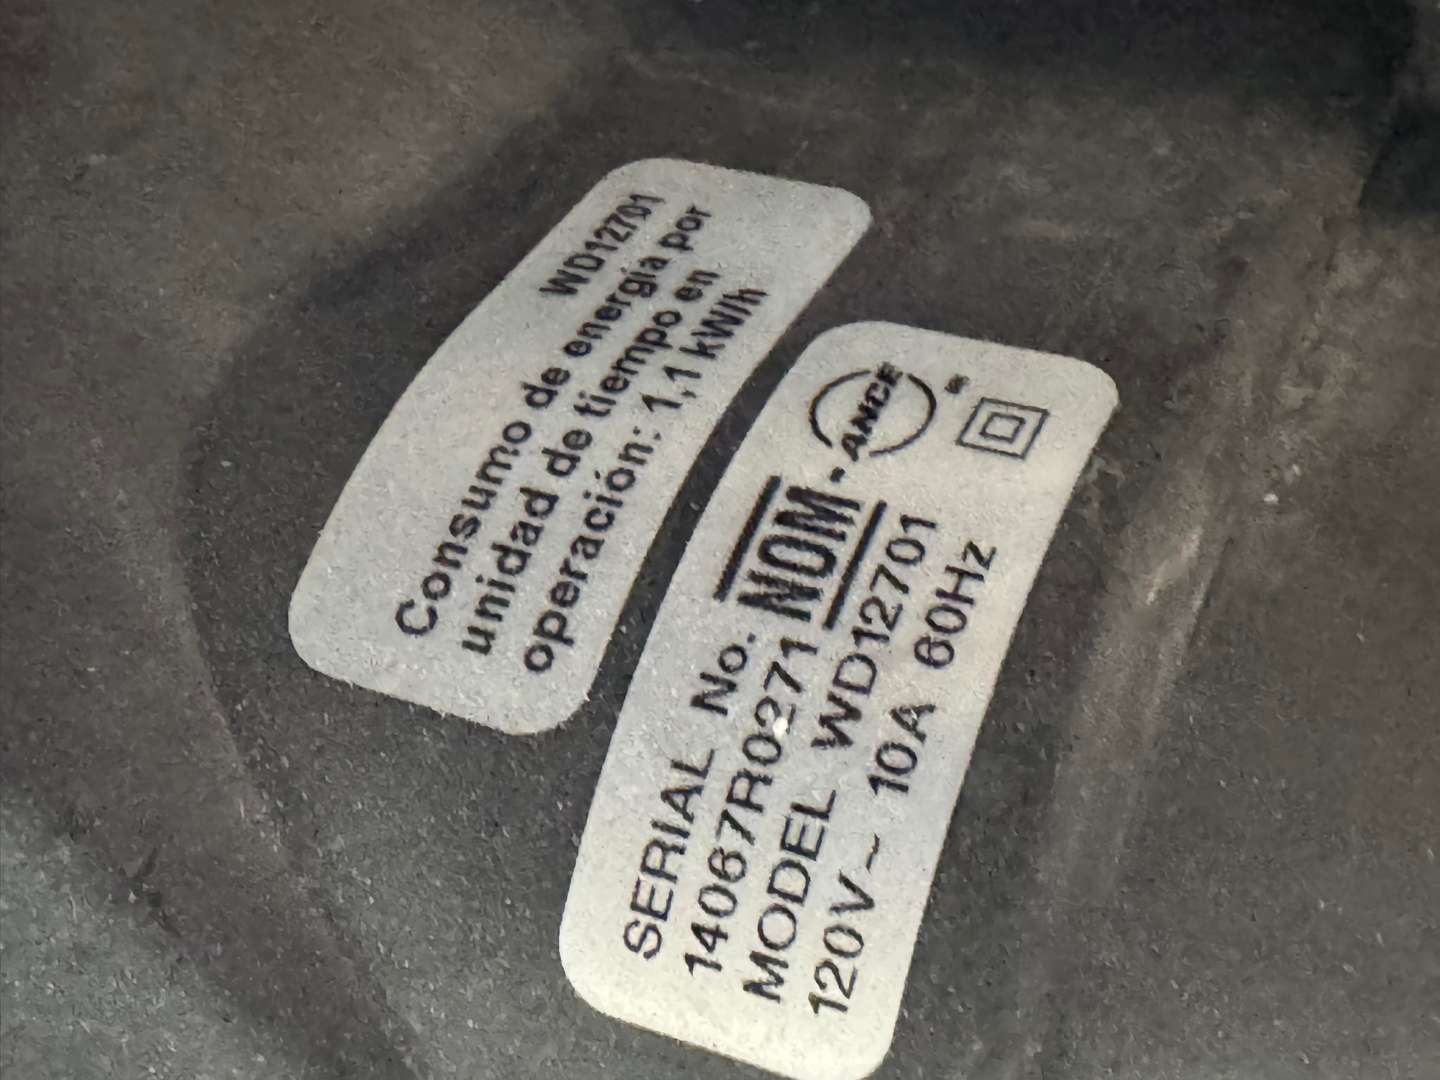 WD12701
Consumo de energía por
unidad de tiempo en
operación: 1,1 kW/h
NOM
ANCE
SERIAL No.
14067R0271
MODEL WD12701
120V~ 10A 60Hz